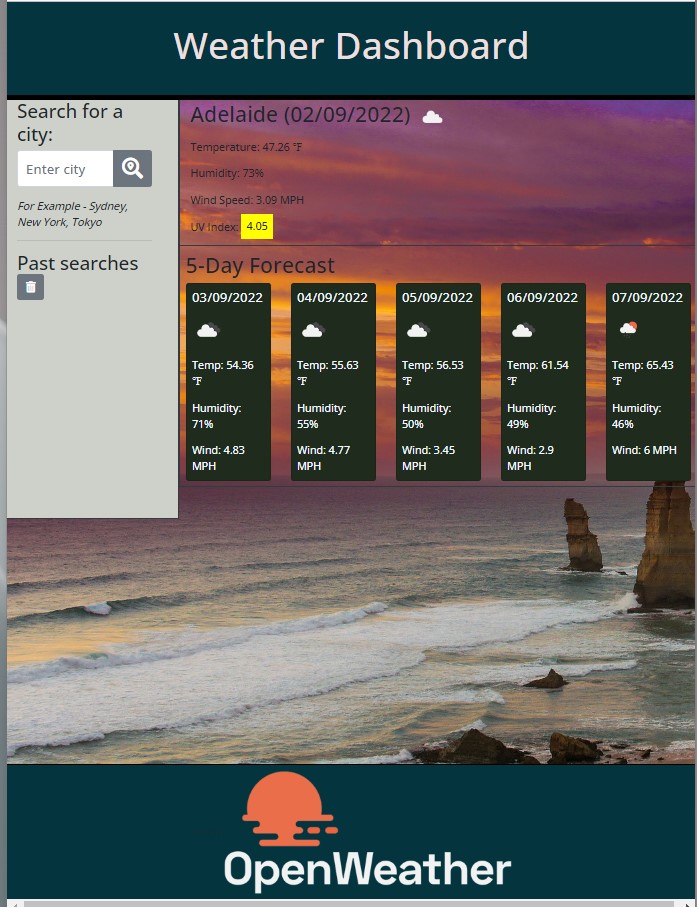 Weather Dashboard
Search for a
city:
Enter city
For Example - Sydney,
New York, Tokyo
Past searches
Adelaide (02/09/2022)
Temperature: 47.26 °F
Humidity: 73%
Wind Speed: 3.09 MPH
UV Index: 4.05
5-Day Forecast
03/09/2022
Temp: 54.36
°F
Humidity:
71%
Wind: 4.83
MPH
04/09/2022
Temp: 55.63
°F
Humidity:
55%
Wind: 4.77
MPH
05/09/2022
Temp: 56.53
°F
Humidity:
50%
Wind: 3.45
MPH
06/09/2022
Temp: 61.54
°F
Humidity:
49%
Wind: 2.9
MPH
07/09/2022
Temp: 65.43
°F
Humidity:
46%
Wind: 6 MPH
OpenWeather